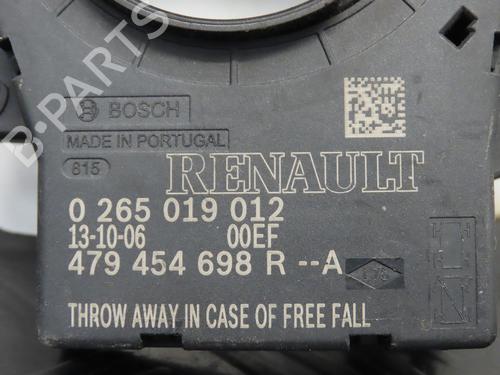 B-PARTS
BOSCH
MADE IN PORTUGAL
815
RENAULT
0 265 019 012
13-10-06 00EF
479 454 698 R --A
THROW AWAY IN CASE OF FREE FALL